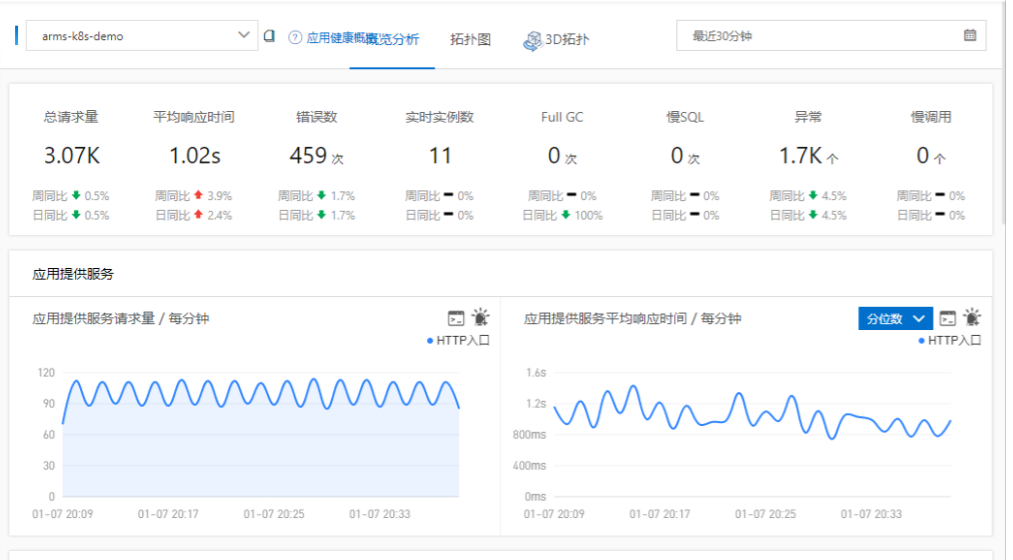 arms-k8s-demo 应用健康概览 概览分析 拓扑图 3D拓扑 最近30分钟
总请求量 平均响应时间 错误数 实时实例数 Full GC 慢SQL 异常 慢调用
3.07K 1.02s 459 次 11 0 次 0 次 1.7K 个 0 个
周同比 0.5% 周同比 3.9% 周同比 1.7% 周同比 0% 周同比 0% 周同比 0% 周同比 4.5% 周同比 0%
日同比 0.5% 日同比 2.4% 日同比 1.7% 日同比 0% 日同比 100% 日同比 0% 日同比 4.5% 日同比 0%
应用提供服务
应用提供服务请求量 / 每分钟
HTTP入口
120
90
60
30
0
01-07 20:09 01-07 20:17 01-07 20:25 01-07 20:33
应用提供服务平均响应时间 / 每分钟 分位数
HTTP入口
1.6s
1.2s
800ms
400ms
0ms
01-07 20:09 01-07 20:17 01-07 20:25 01-07 20:33